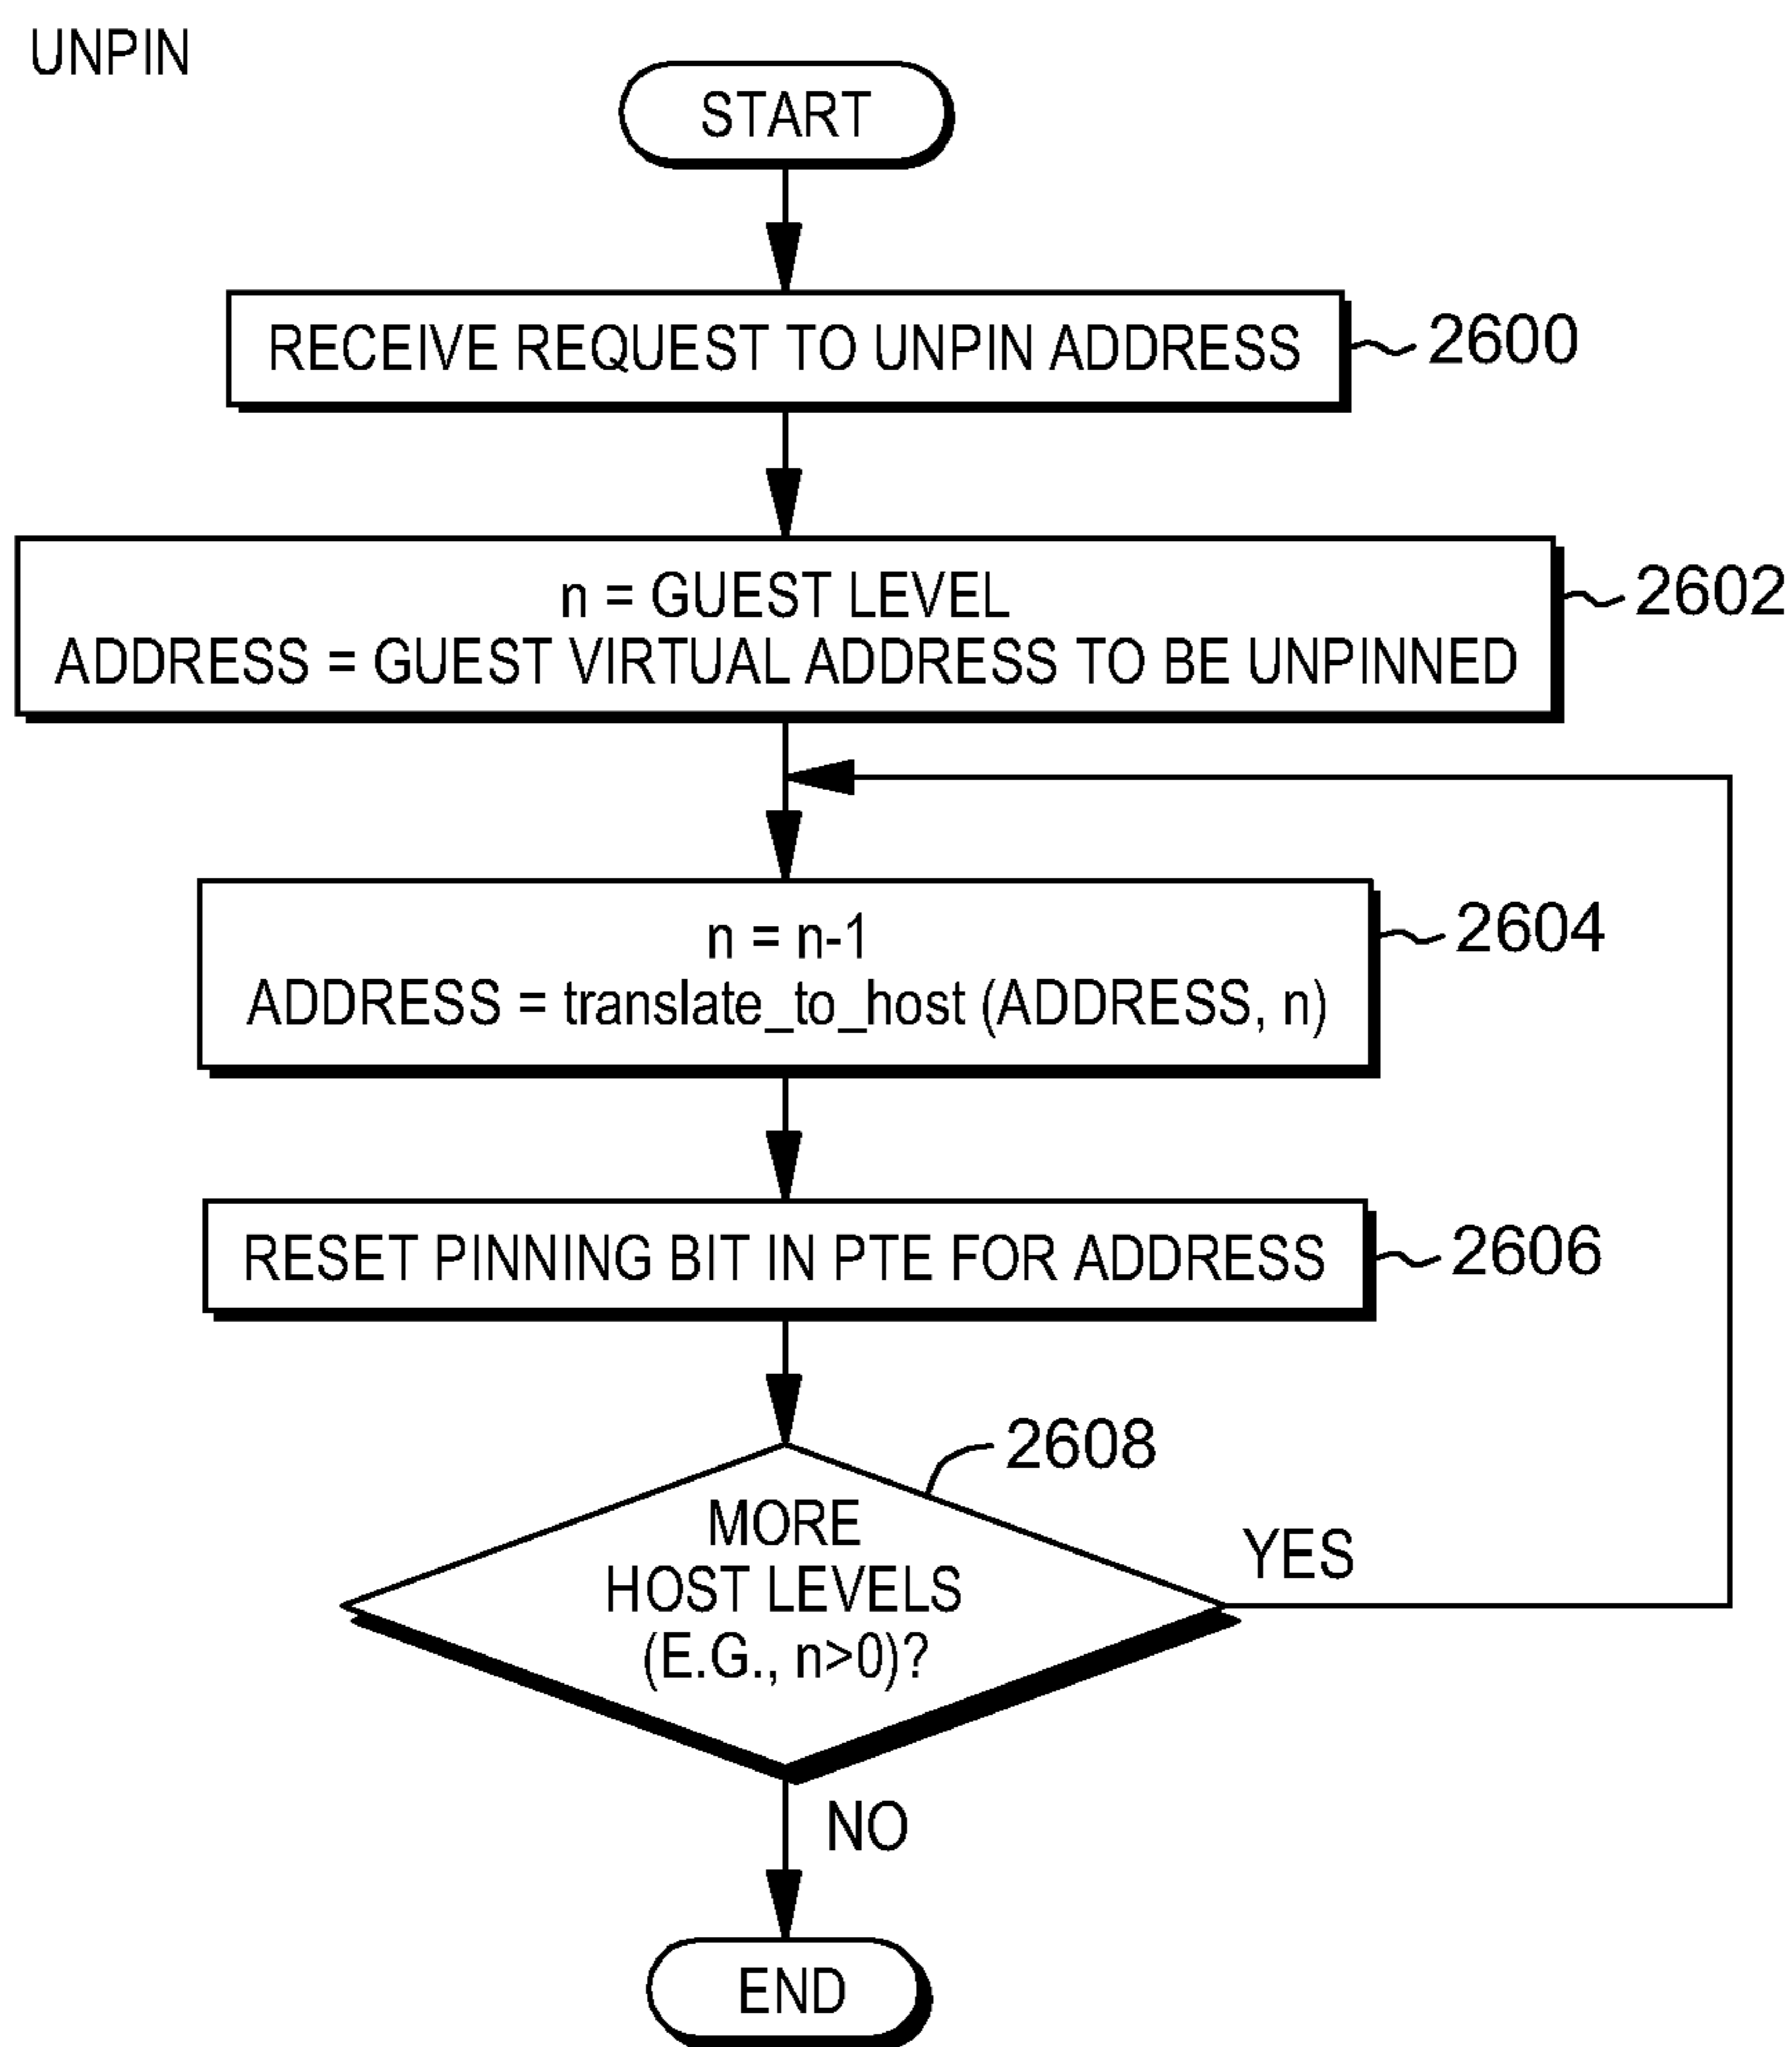 UNPIN
START
RECEIVE REQUEST TO UNPIN ADDRESS
2600
n = GUEST LEVEL
ADDRESS = GUEST VIRTUAL ADDRESS TO BE UNPINNED
2602
n = n-1
ADDRESS = translate_to_host (ADDRESS, n)
2604
RESET PINNING BIT IN PTE FOR ADDRESS
2606
2608
MORE
HOST LEVELS
(E.G., n>0)?
YES
NO
END